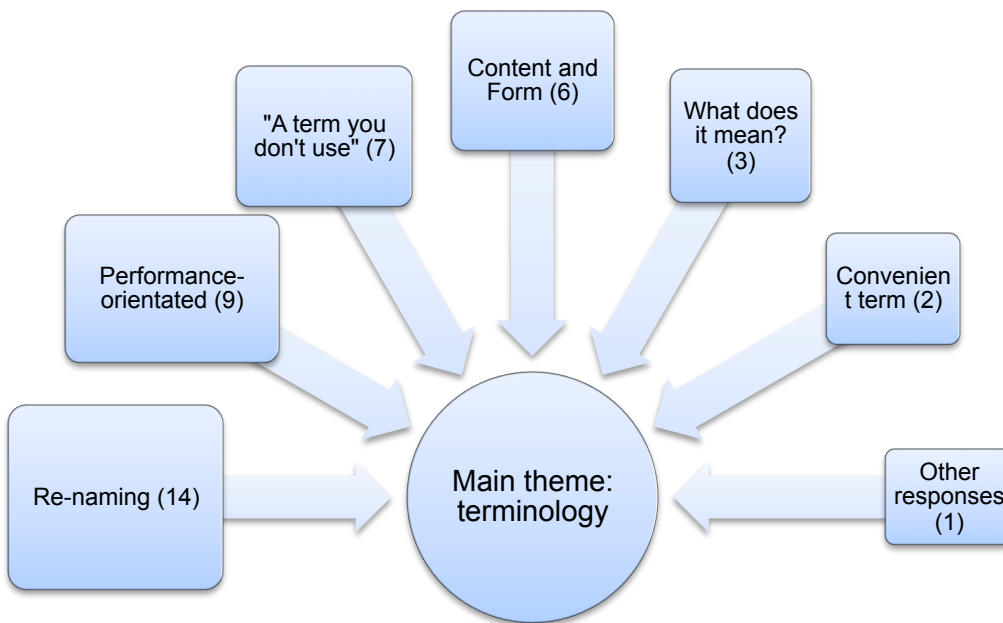 Content and
Form (6)
"A term you
don't use" (7)
What does
it mean?
(3)
Performance-
orientated (9)
Convenien
t term (2)
Re-naming (14)
Main theme:
terminology
Other
responses
(1)